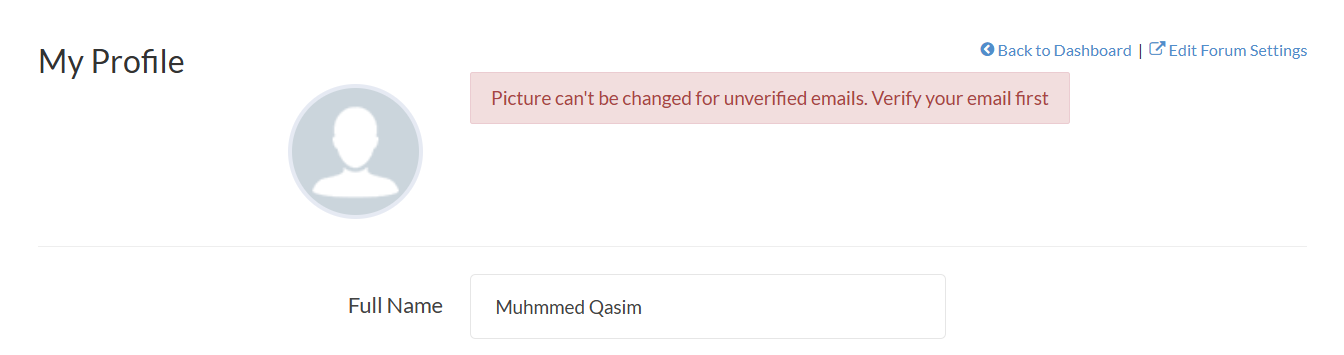 My Profile
Back to Dashboard | Edit Forum Settings
Picture can't be changed for unverified emails. Verify your email first
Full Name
Muhmmed Qasim